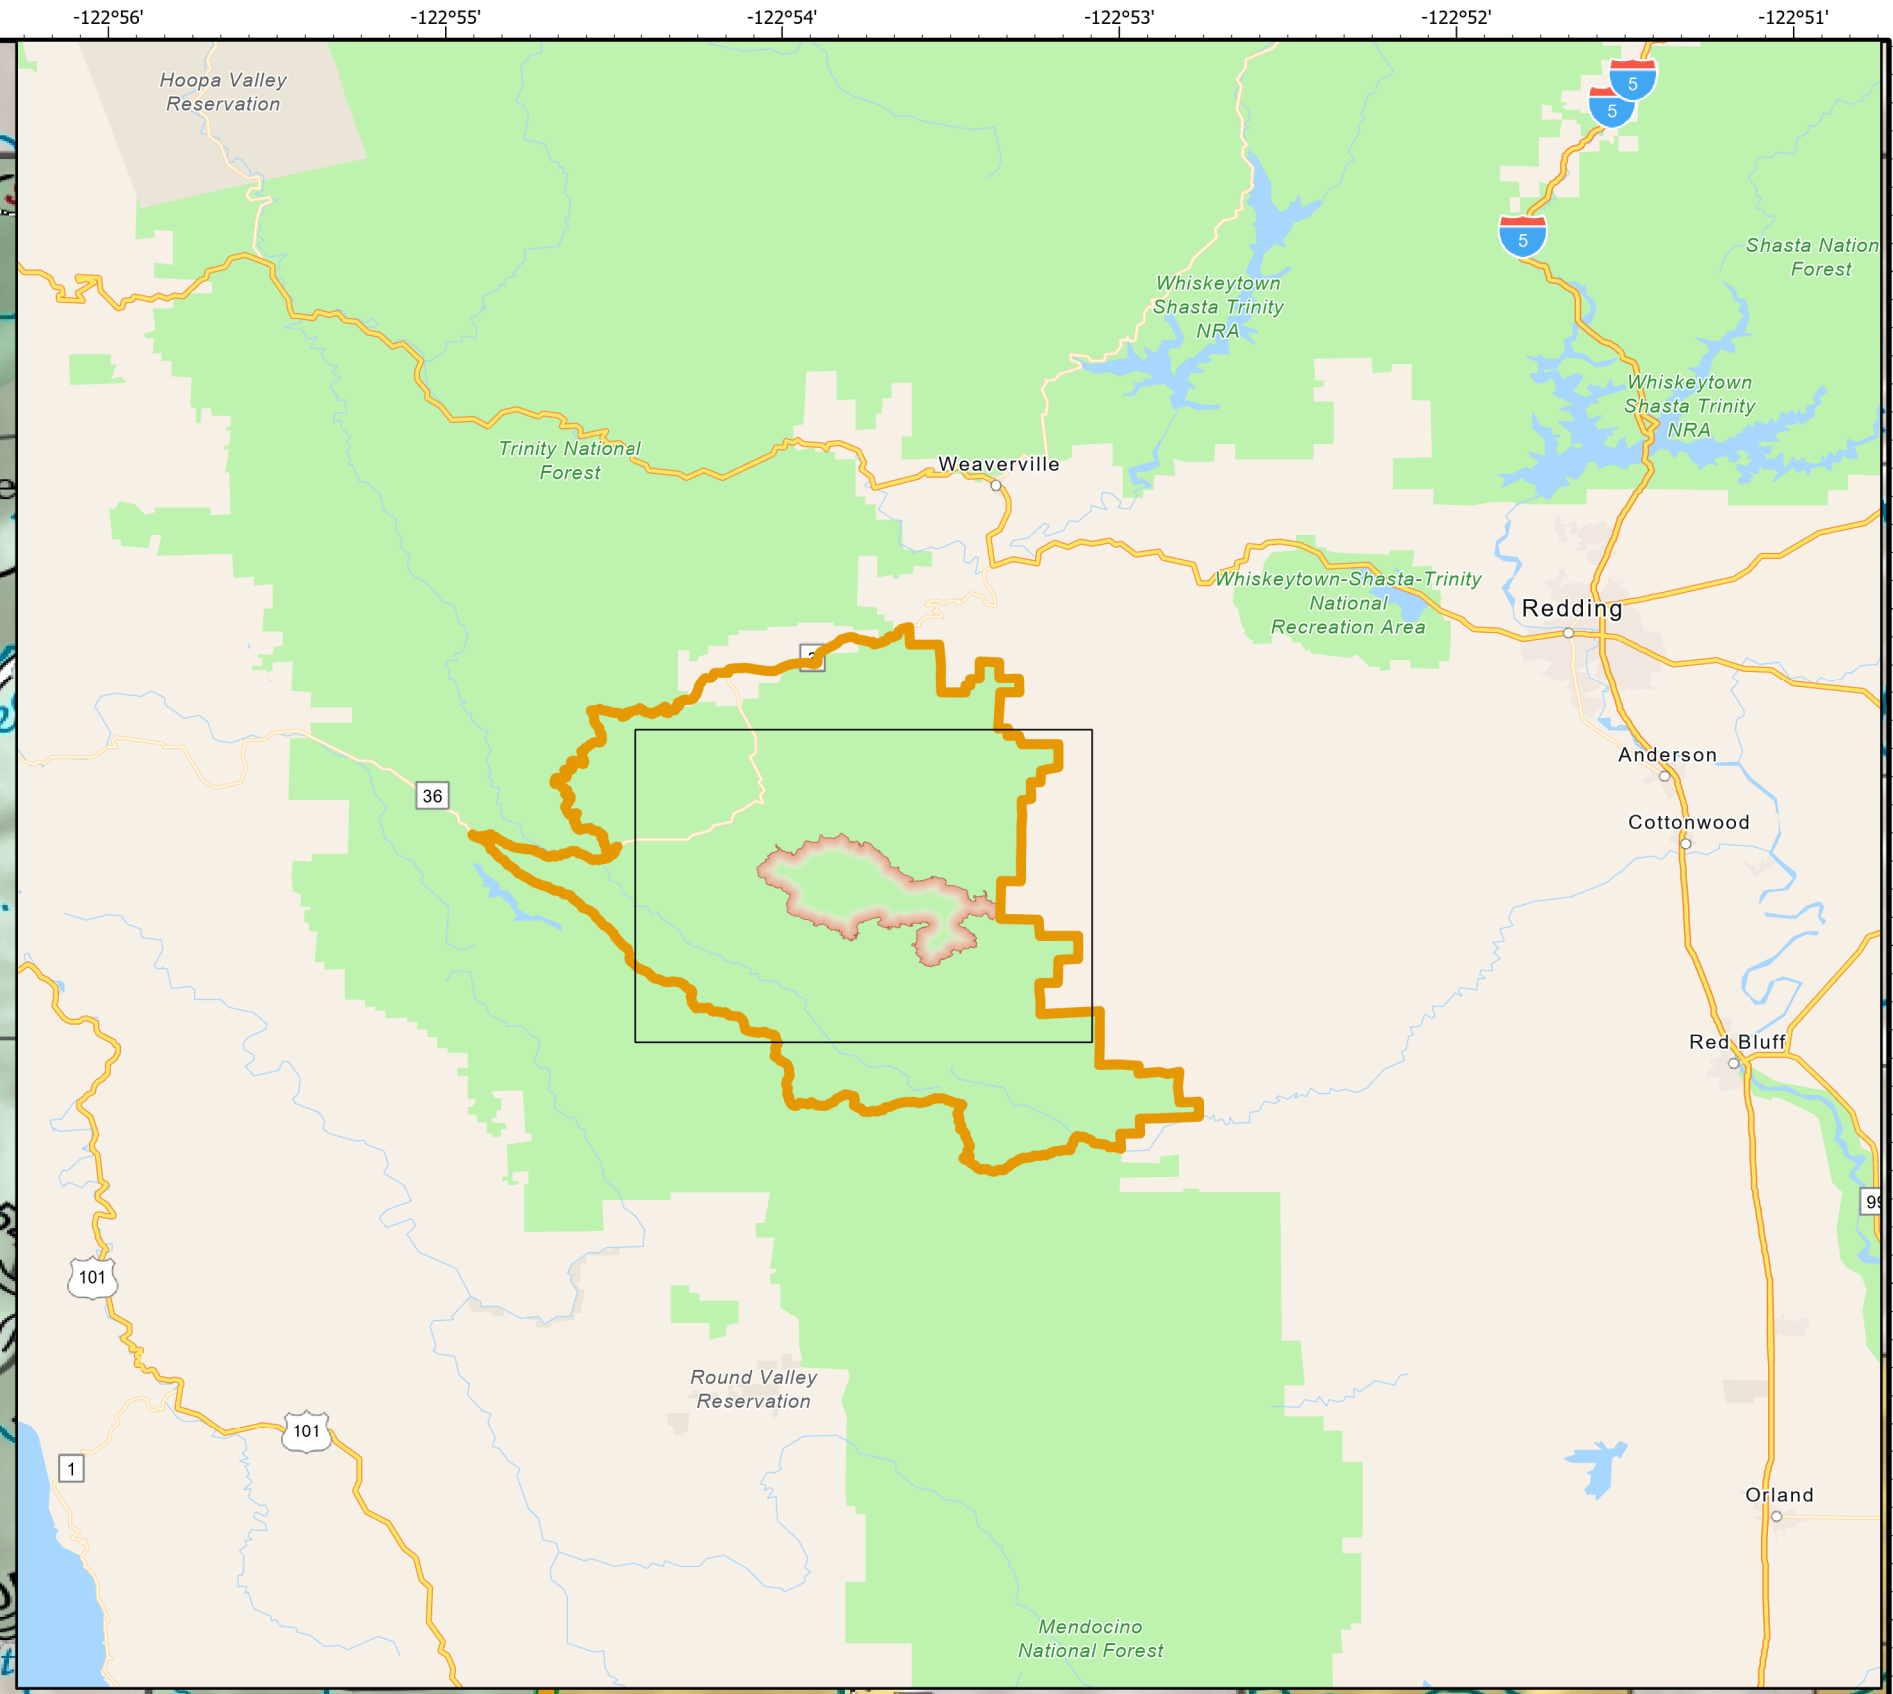 -122°56'
-122°55'
-122°54'
-122°53'
-122°52'
-122°51'
Hoopa Valley
Reservation
5
5
5
Shasta Nation
Forest
Whiskeytown
Shasta Trinity
NRA
Whiskeytown
Shasta Trinity
NRA
Trinity National
Forest
Weaverville
Whiskeytown-Shasta-Trinity
National
Recreation Area
Redding
36
Anderson
Cottonwood
Red Bluff
99
101
Round Valley
Reservation
101
1
Orland
Mendocino
National Forest